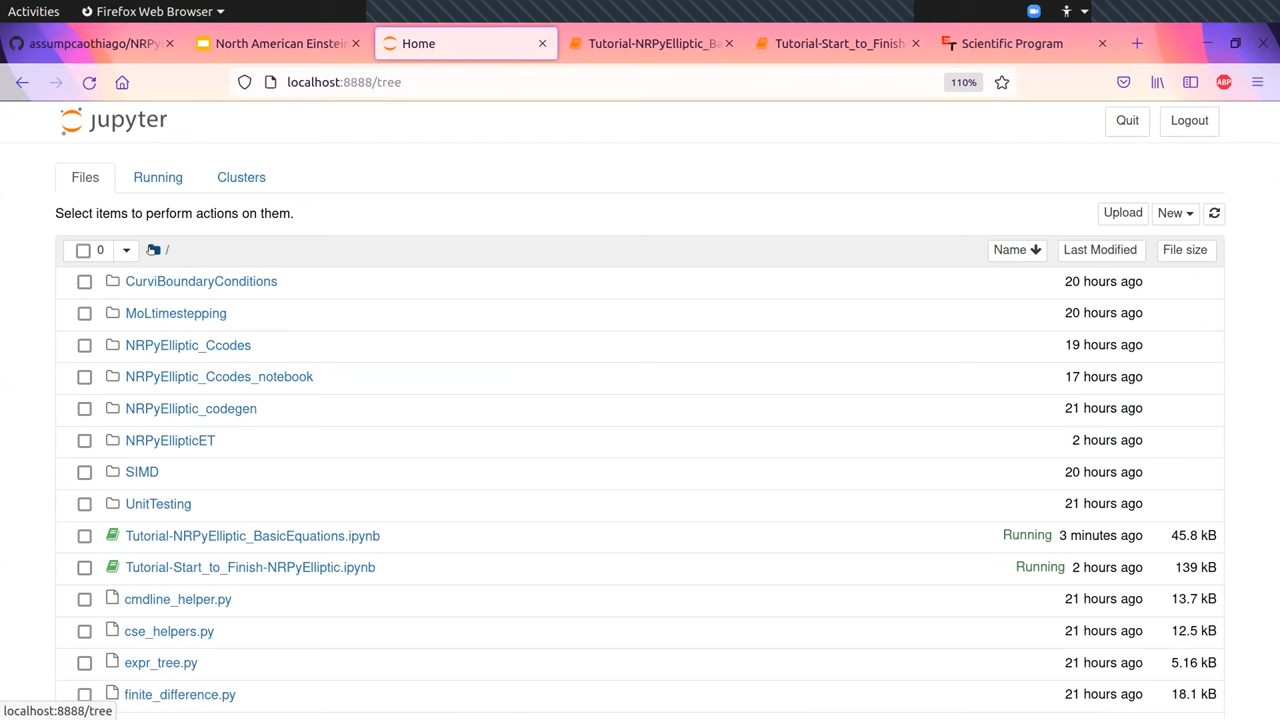 Activities Firefox Web Browser
assumpcaothiago/NRPy North American Einstein Home Tutorial-NRPyElliptic_Ba Tutorial-Start_to_Finish- Scientific Program
localhost:8888/tree 110% ABP
jupyter Quit Logout
Files Running Clusters
Select items to perform actions on them. Upload New
0 / Name Last Modified File size
CurviBoundaryConditions 20 hours ago
MoLtimestepping 20 hours ago
NRPyElliptic_Ccodes 19 hours ago
NRPyElliptic_Ccodes_notebook 17 hours ago
NRPyElliptic_codegen 21 hours ago
NRPyEllipticET 2 hours ago
SIMD 20 hours ago
UnitTesting 21 hours ago
Tutorial-NRPyElliptic_BasicEquations.ipynb Running 3 minutes ago 45.8 kB
Tutorial-Start_to_Finish-NRPyElliptic.ipynb Running 2 hours ago 139 kB
cmdline_helper.py 21 hours ago 13.7 kB
cse_helpers.py 21 hours ago 12.5 kB
expr_tree.py 21 hours ago 5.16 kB
finite_difference.py 21 hours ago 18.1 kB
localhost:8888/tree